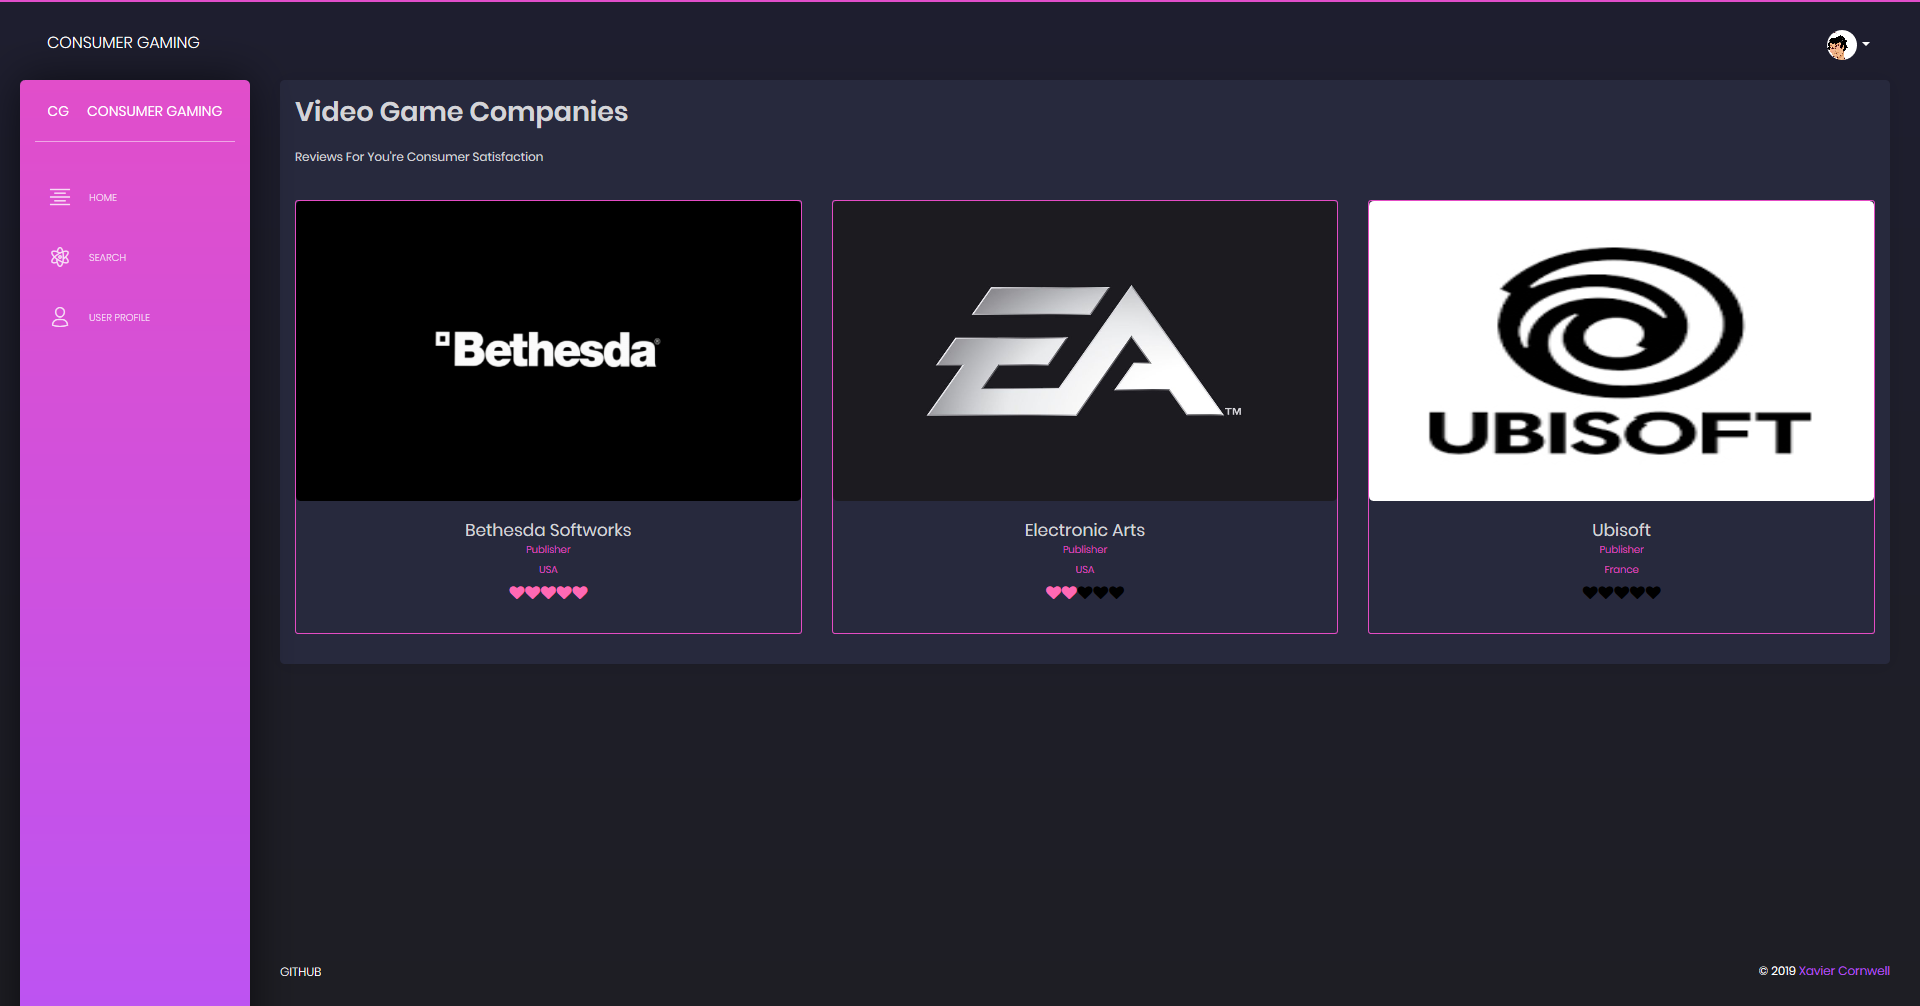 CONSUMER GAMING
CG CONSUMER GAMING
HOME
SEARCH
USER PROFILE
Video Game Companies
Reviews For You're Consumer Satisfaction
Bethesda®
Bethesda Softworks
Publisher
USA
EA™
Electronic Arts
Publisher
USA
UBISOFT
Ubisoft
Publisher
France
GITHUB
© 2019 Xavier Cornwell